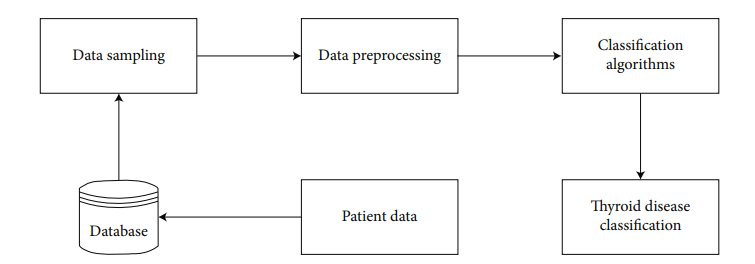 Data sampling
Data preprocessing
Classification
algorithms
Database
Patient data
Thyroid disease
classification